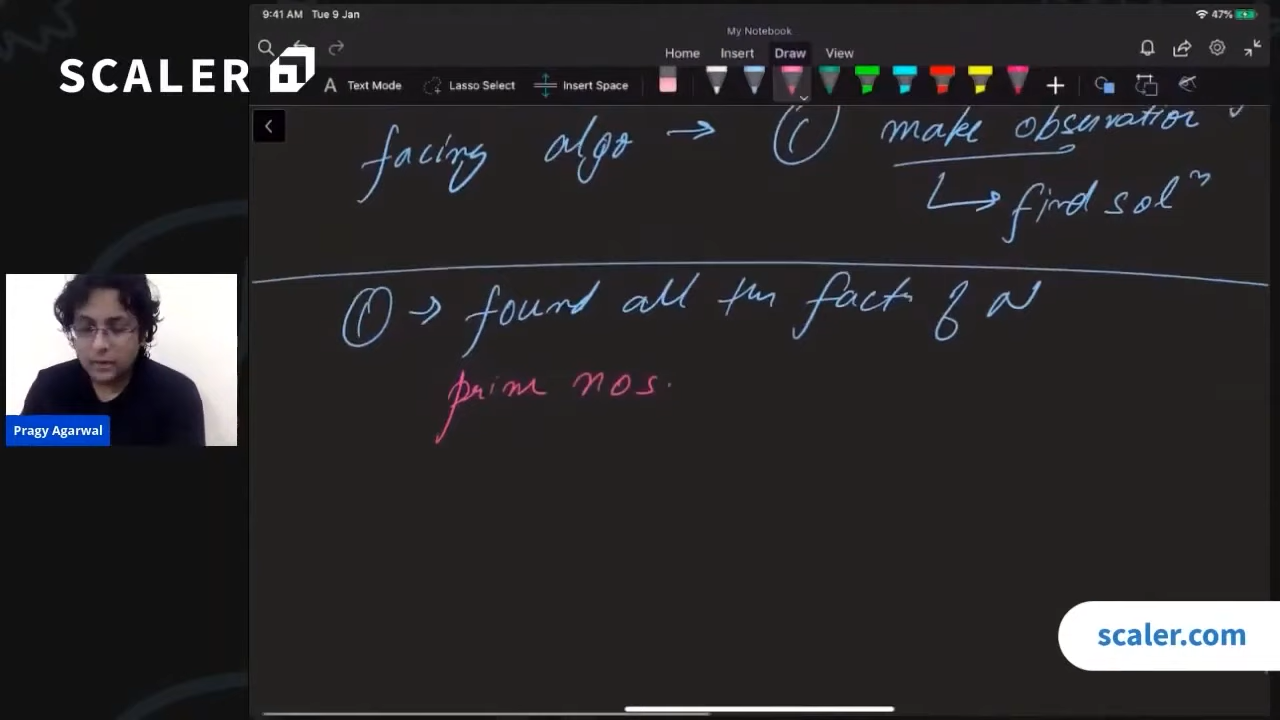 9:41 AM Tue 9 Jan
47%
My Notebook
Home Insert Draw View
SCALER
A Text Mode Lasso Select Insert Space
facing algo → ① make observation
↳ find solⁿ
① → found all the facts of N
prime nos.
Pragy Agarwal
scaler.com